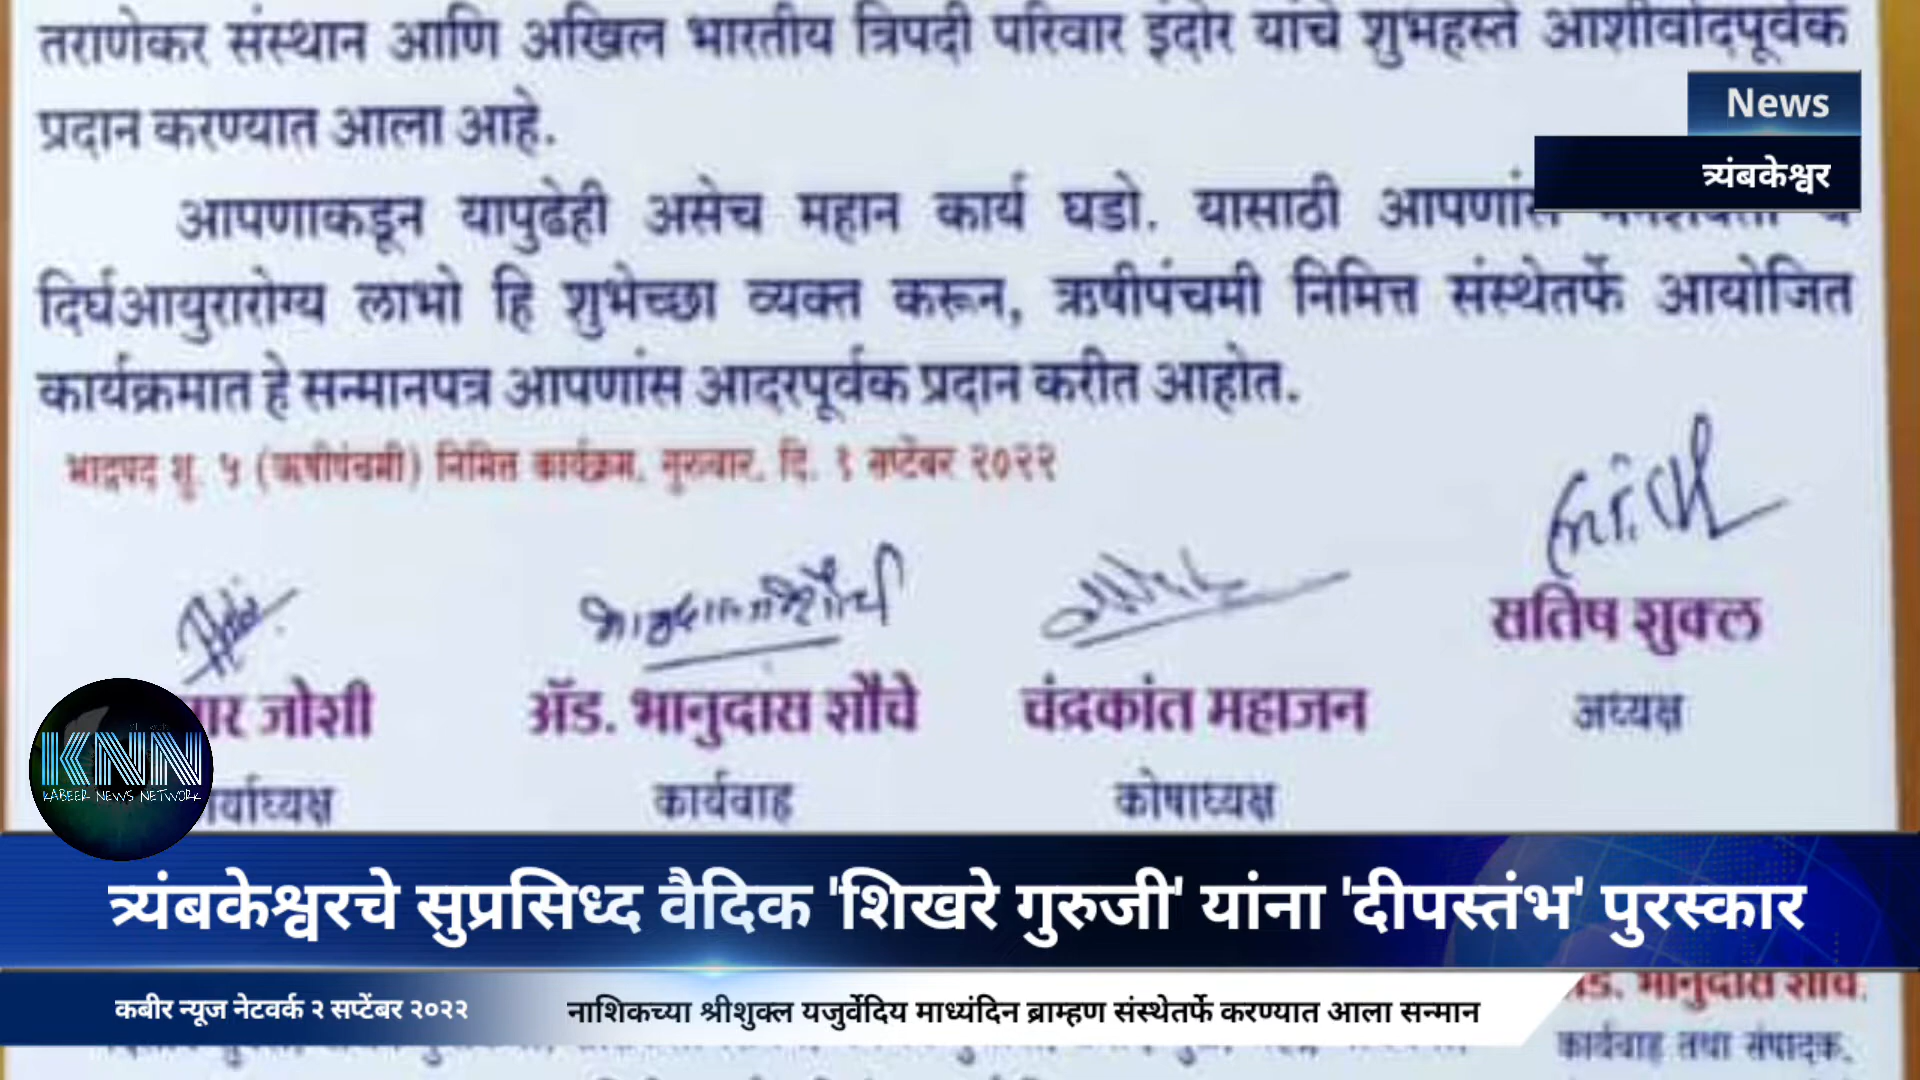 तराणेकर संस्थान आणि अखिल भारतीय त्रिपदी परिवार इंदोर यांचे शुभहस्ते आशीर्वादपूर्वक
प्रदान करण्यात आला आहे.
News
त्र्यंबकेश्वर
आपणाकडून यापुढेही असेच महान कार्य घडो. यासाठी आपणांस
दिर्घआयुरारोग्य लाभो हि शुभेच्छा व्यक्त करून, ऋषीपंचमी निमित्त संस्थेतर्फे आयोजित
कार्यक्रमात हे सन्मानपत्र आपणांस आदरपूर्वक प्रदान करीत आहोत.
भाद्रपद शु. ५ (ऋषीपंचमी) निमित्त कार्यक्रम, गुरुवार, दि. १ सप्टेंबर २०२२
सतिष शुक्ल
जोशी ॲड. भानुदास शौचे चंद्रकांत महाजन अध्यक्ष
KNN
KABEER NEWS NETWORK
कार्यवाह कोषाध्यक्ष
त्र्यंबकेश्वरचे सुप्रसिध्द वैदिक 'शिखरे गुरुजी' यांना 'दीपस्तंभ' पुरस्कार
ॲड. भानुदास शौचे
कबीर न्यूज नेटवर्क २ सप्टेंबर २०२२ नाशिकच्या श्रीशुक्ल यजुर्वेदिय माध्यंदिन ब्राम्हण संस्थेतर्फे करण्यात आला सन्मान
कार्यवाह तथा संपादक,